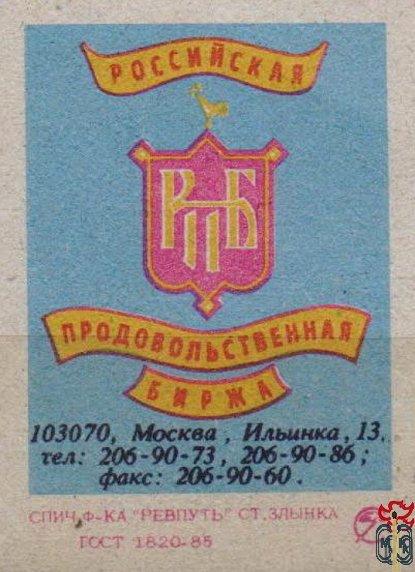 РОССИЙСКАЯ
РПБ
ПРОДОВОЛЬСТВЕННАЯ
БИРЖА
103070, Москва, Ильинка, 13,
тел: 206-90-73, 206-90-86;
факс: 206-90-60.
СПИЧ.Ф-КА "РЕВПУТЬ" СТ.ЗЛЫНКА
ГОСТ 1820-85
МК